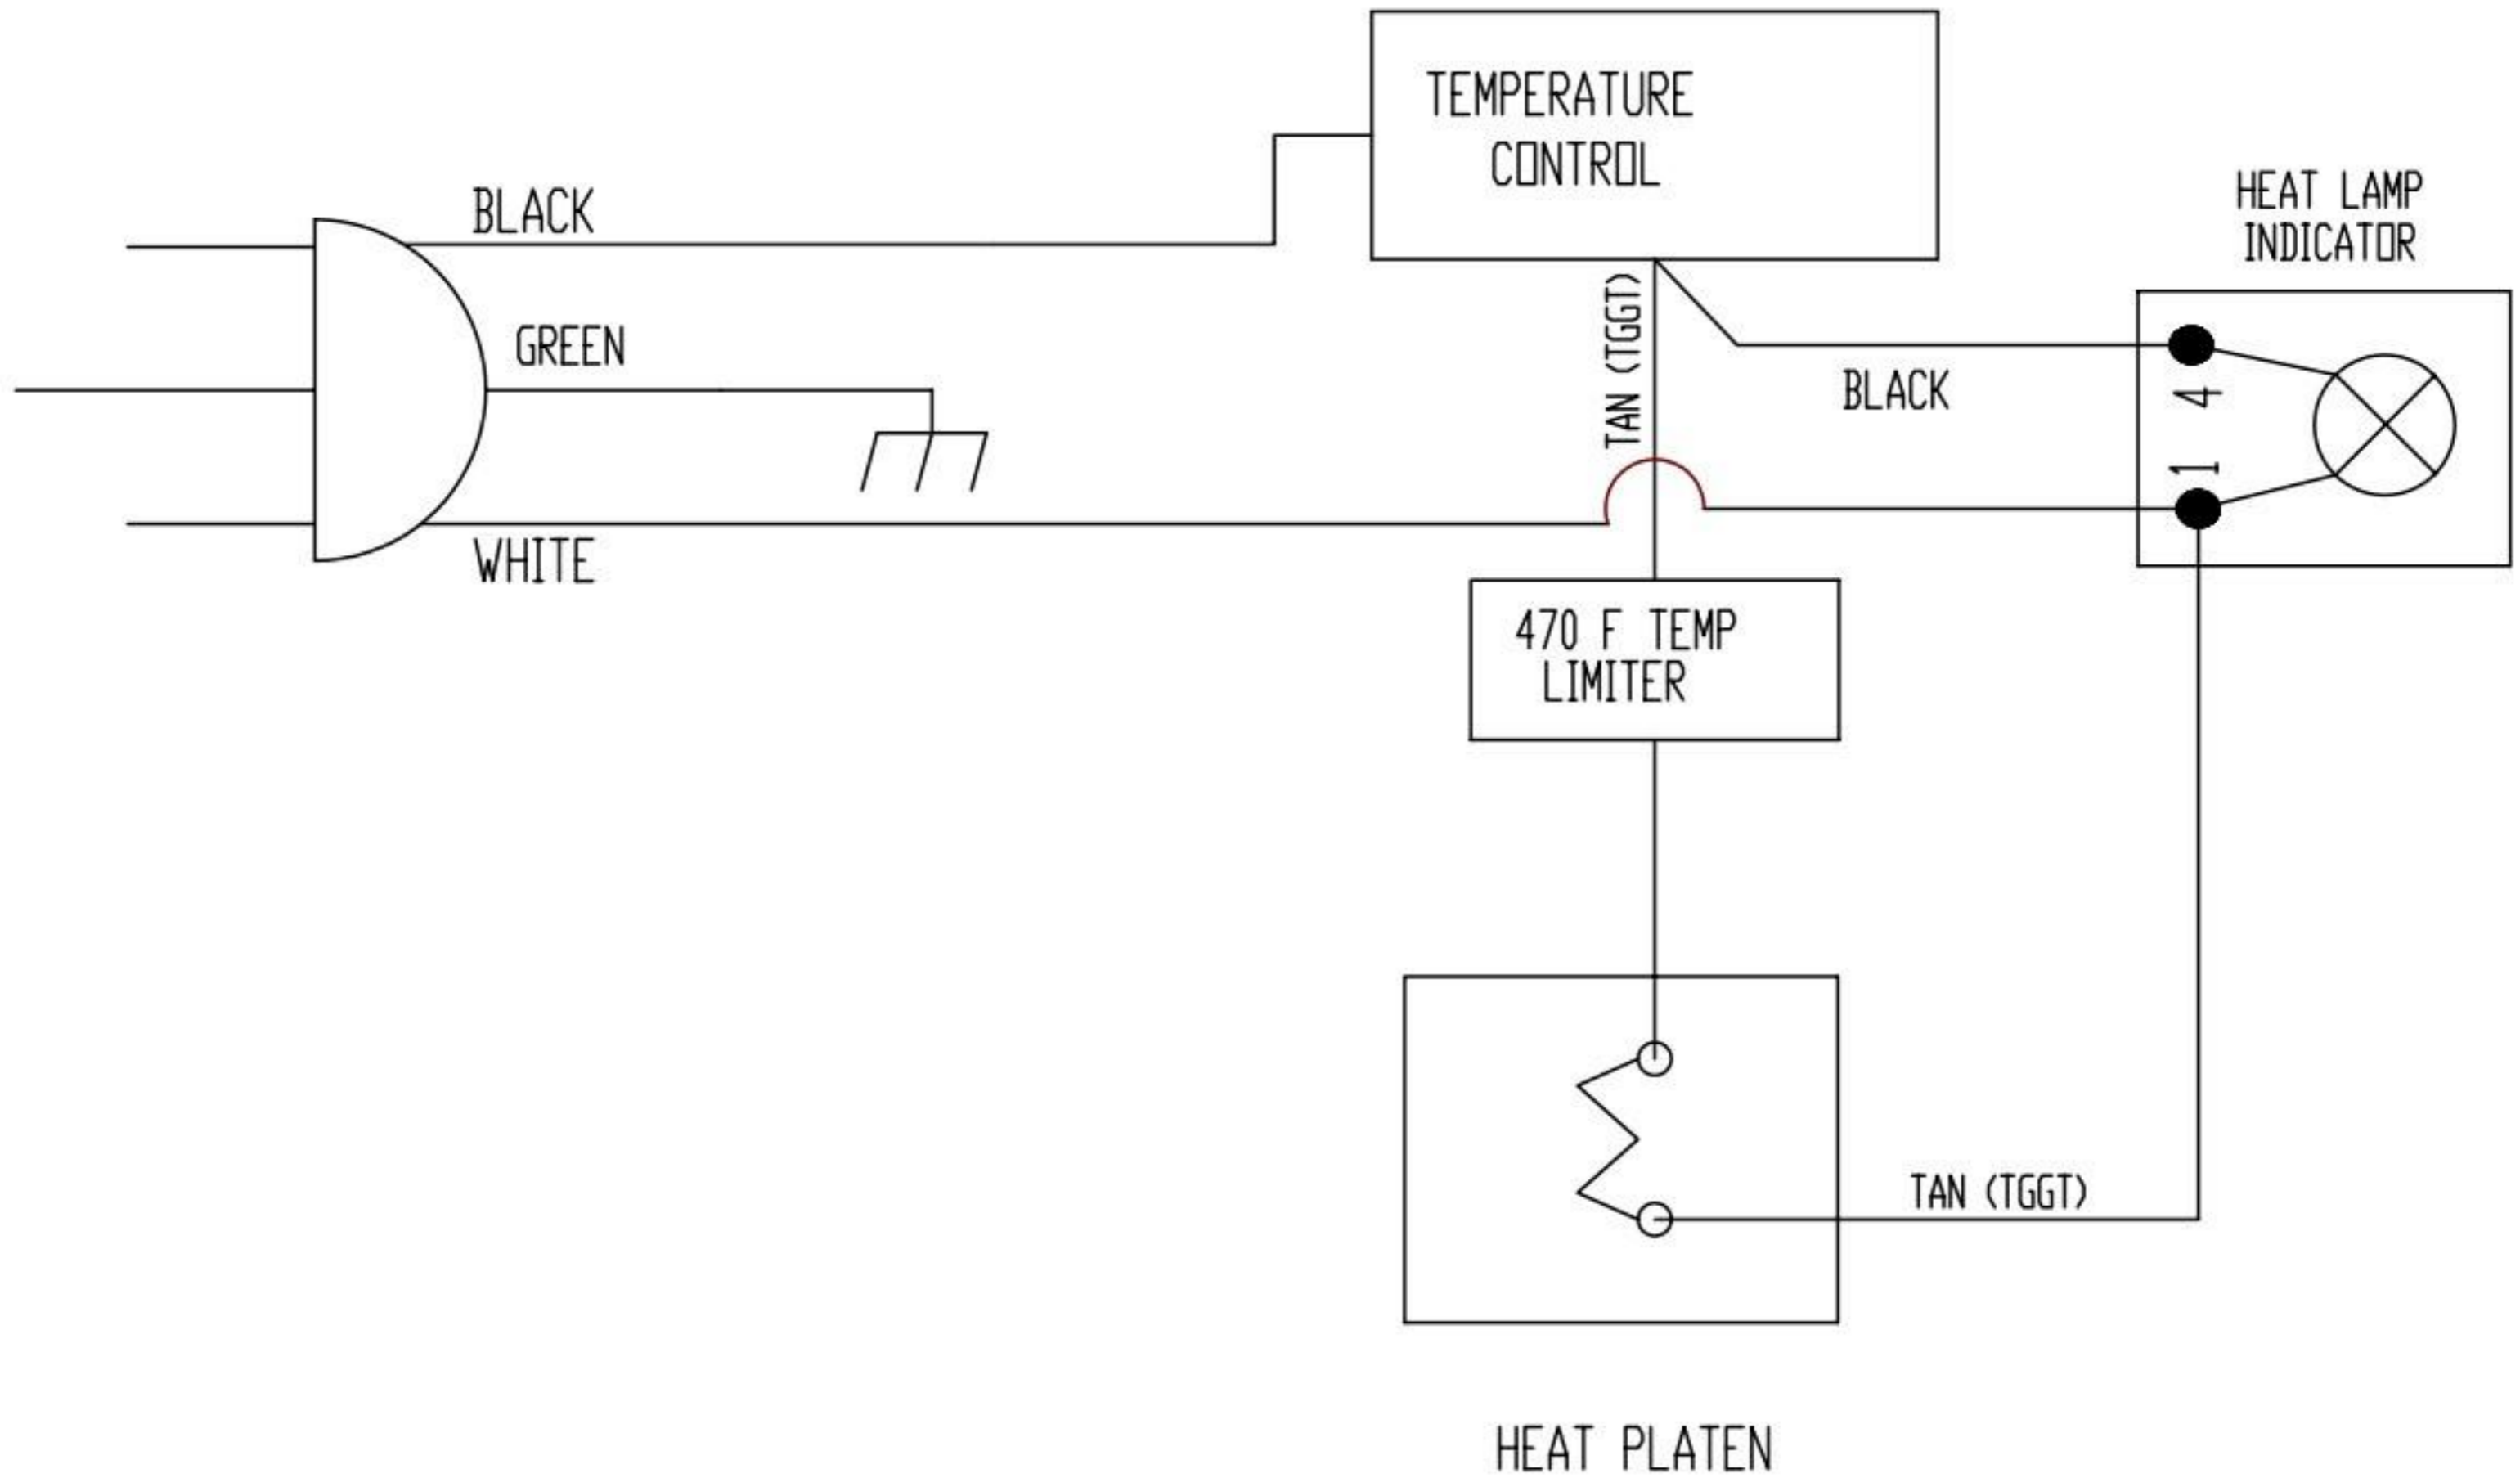 TEMPERATURE
CONTROL
HEAT LAMP
INDICATOR
BLACK
GREEN
WHITE
TAN (TGGT)
BLACK
4
1
470 F TEMP
LIMITER
TAN (TGGT)
HEAT PLATEN